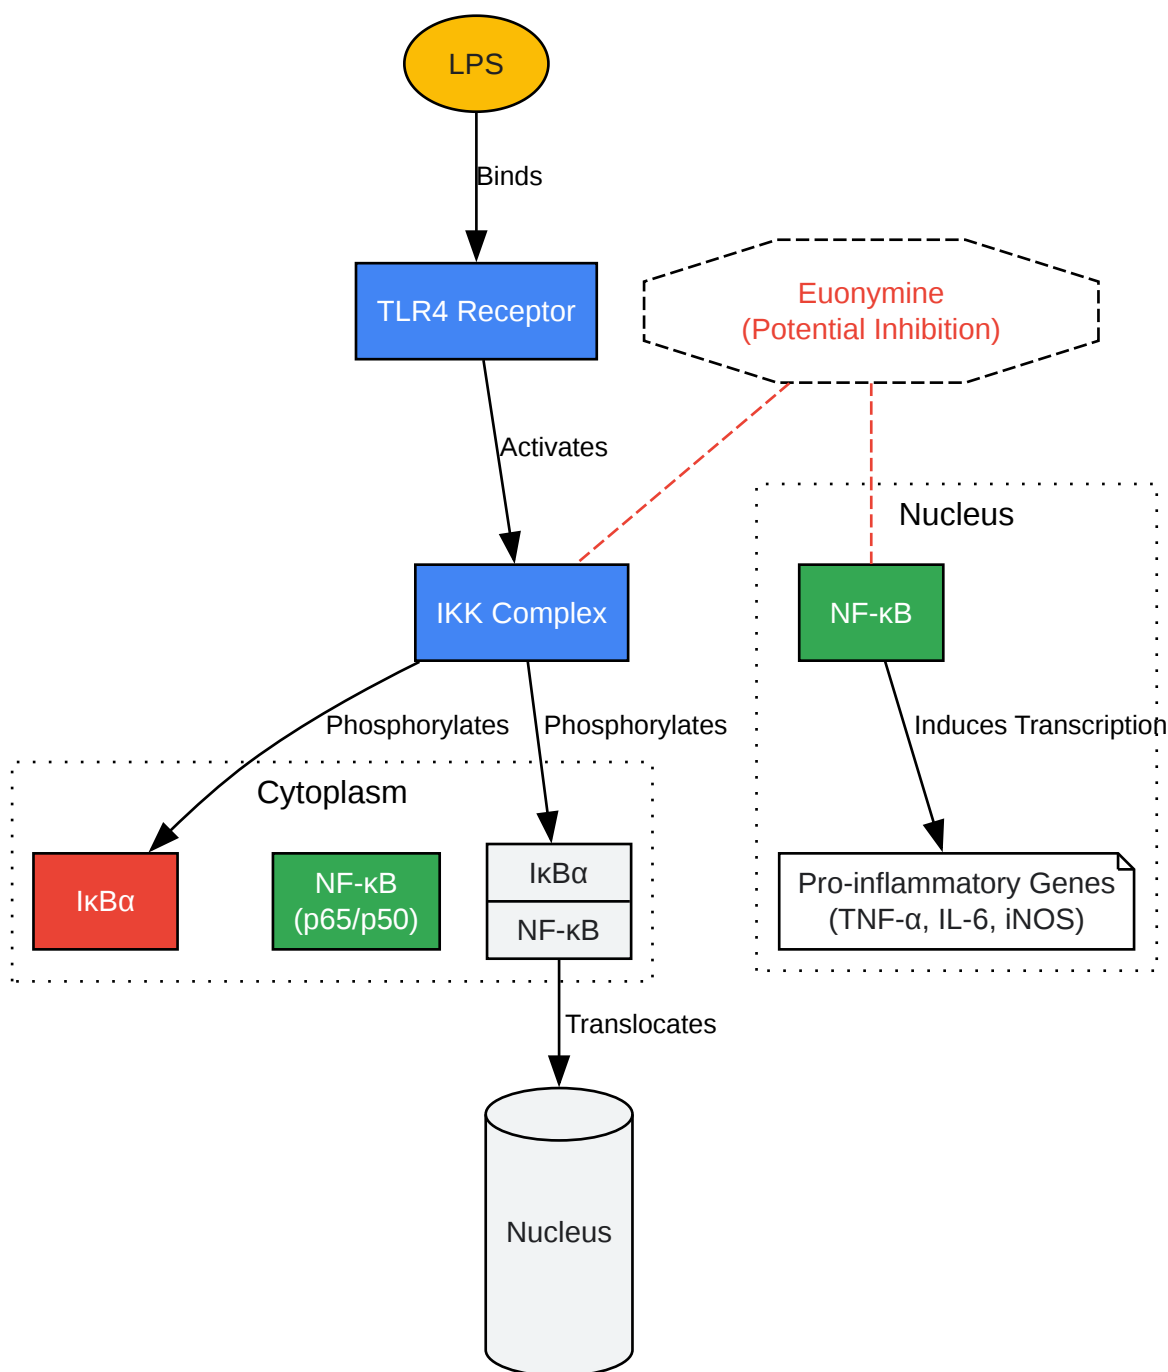 LPS
Binds
TLR4 Receptor
Euonymine
(Potential Inhibition)
Activates
Nucleus
IKK Complex
NF-κB
Phosphorylates
Phosphorylates
Induces Transcription
Cytoplasm
IκBα
NF-κB
(p65/p50)
IκBα
NF-κB
Pro-inflammatory Genes
(TNF-α, IL-6, iNOS)
Translocates
Nucleus